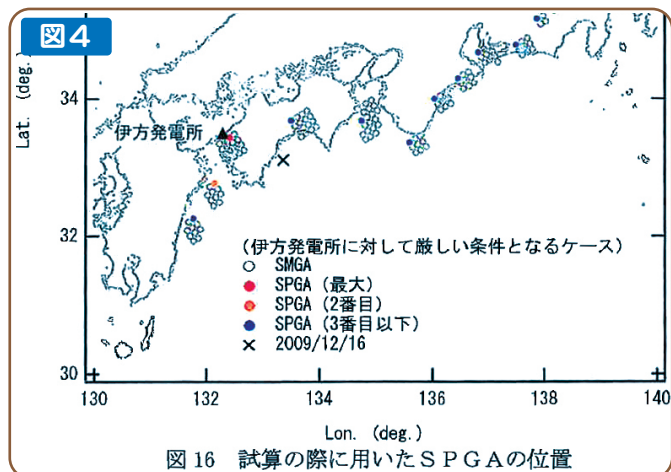 図4
Lat. (deg.)
34
伊方発電所
32
(伊方発電所に対して厳しい条件となるケース)
SMGA
SPGA (最大)
SPGA (2番目)
SPGA (3番目以下)
2009/12/16
30
130 132 134 136 138 140
Lon. (deg.)
図16 試算の際に用いたSPGAの位置